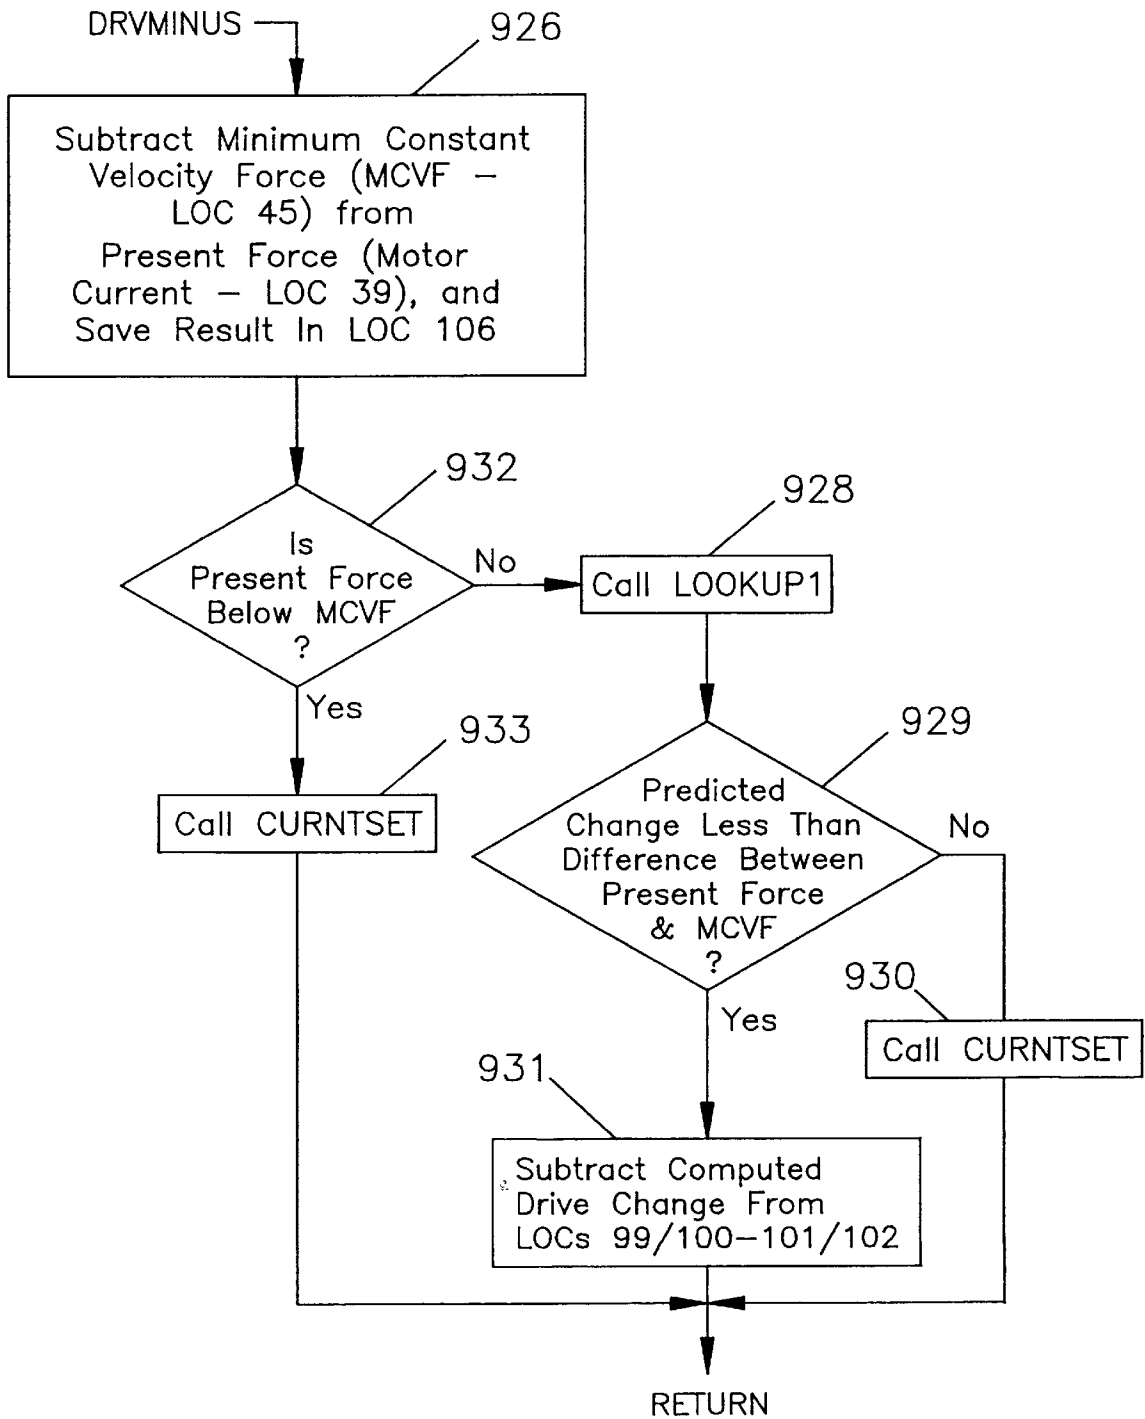 DRVMINUS
926
Subtract Minimum Constant
Velocity Force (MCVF –
LOC 45) from
Present Force (Motor
Current – LOC 39), and
Save Result In LOC 106
932
Is
Present Force
Below MCVF
?
No
928
Call LOOKUP1
Yes
933
Call CURNTSET
929
Predicted
Change Less Than
Difference Between
Present Force
& MCVF
?
No
930
Call CURNTSET
Yes
931
Subtract Computed
Drive Change From
LOCs 99/100–101/102
RETURN